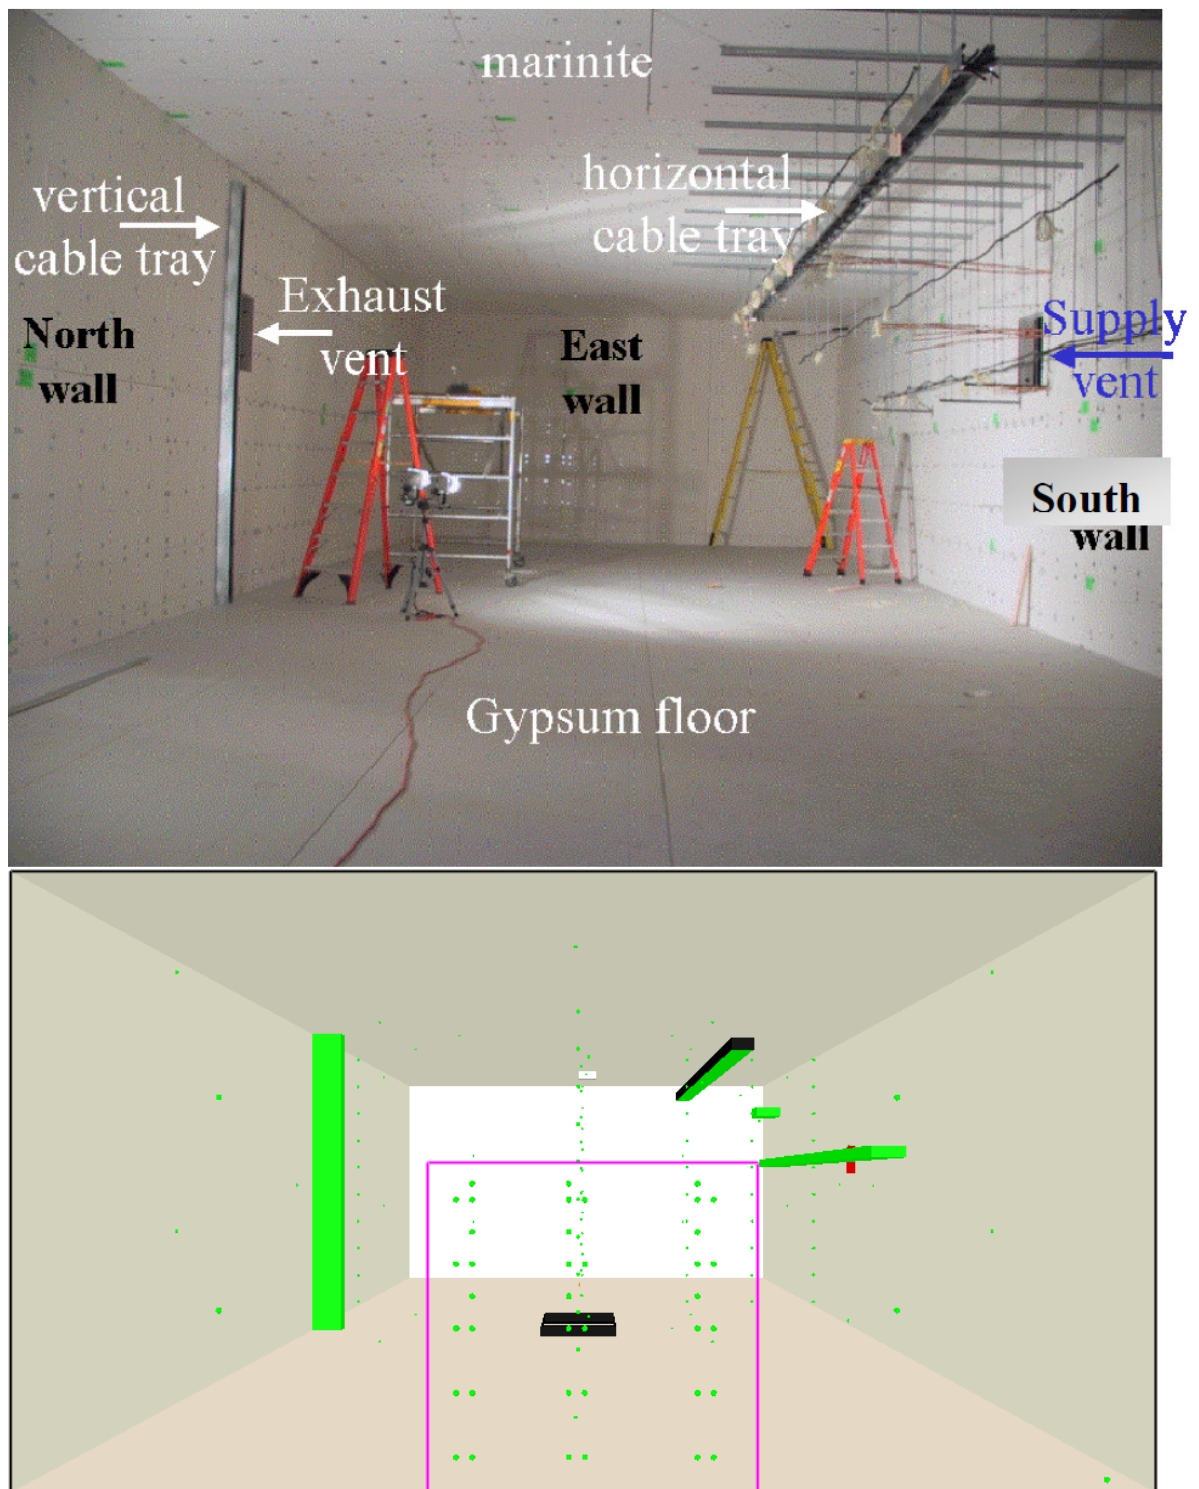 marinite
vertical
cable tray
horizontal
cable tray
Exhaust
vent
North
wall
East
wall
Supply
vent
South
wall
Gypsum floor